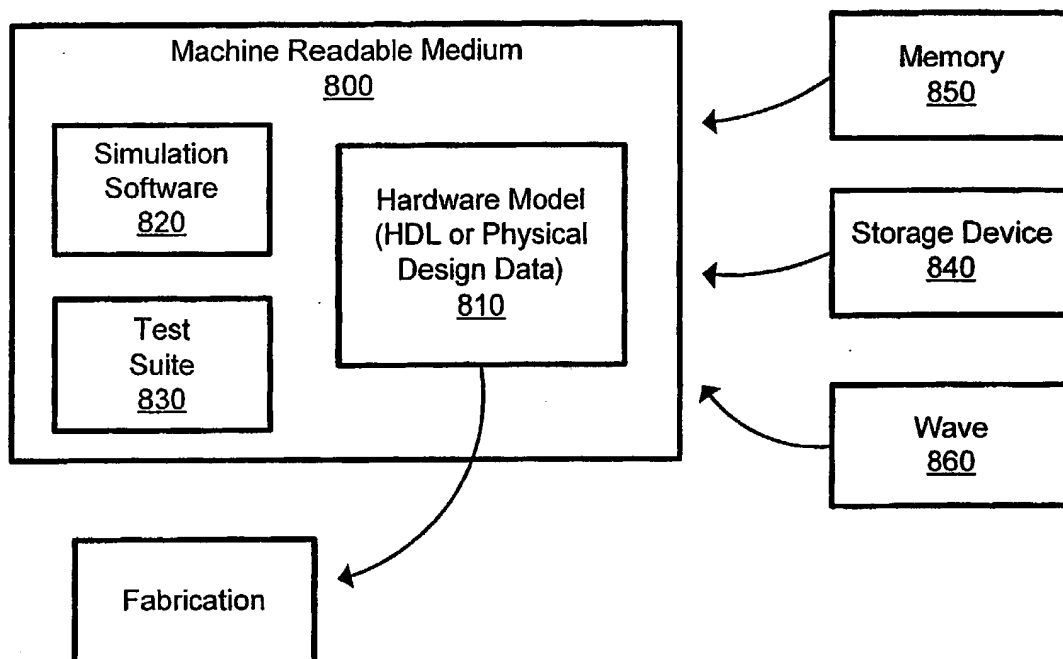 Machine Readable Medium
800
Simulation
Software
820
Test
Suite
830
Hardware Model
(HDL or Physical
Design Data)
810
Memory
850
Storage Device
840
Wave
860
Fabrication